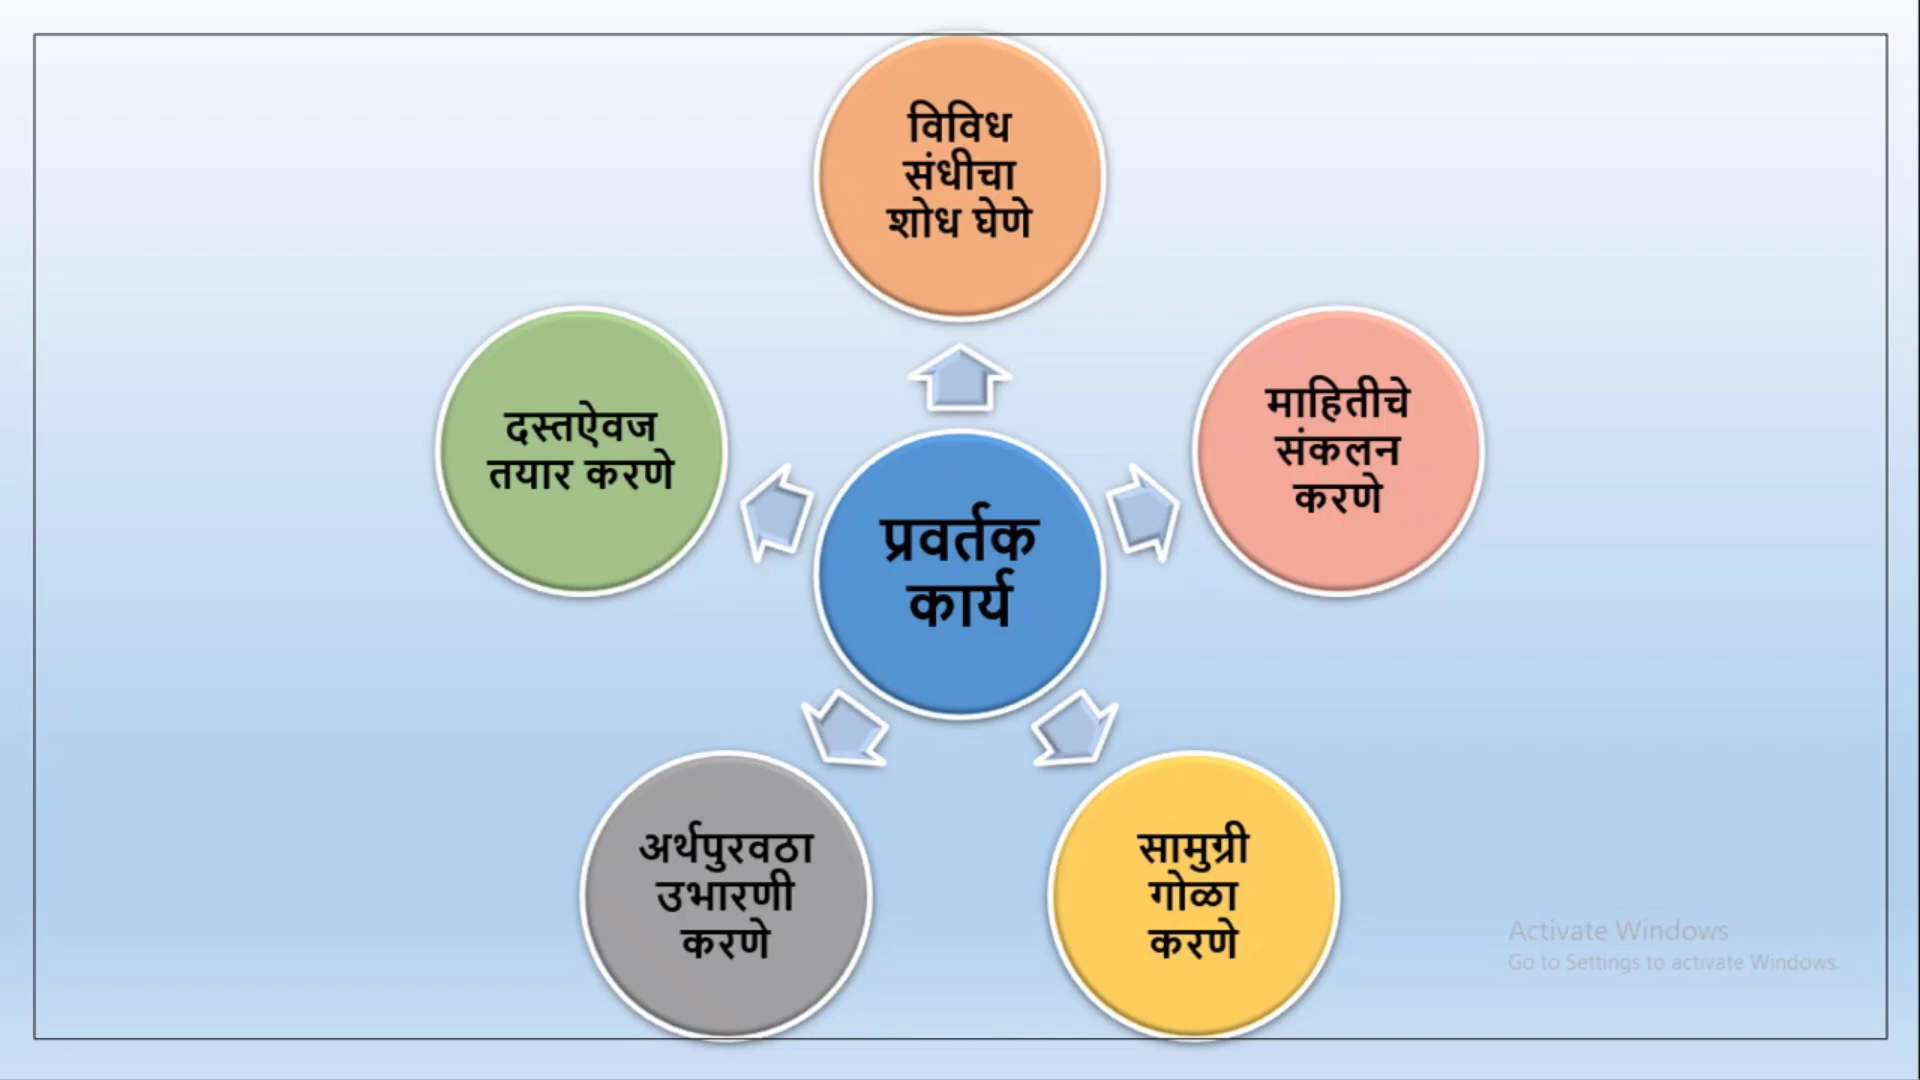 विविध
संधीचा
शोध घेणे
माहितीचे
संकलन
करणे
दस्तऐवज
तयार करणे
प्रवर्तक
कार्य
अर्थपुरवठा
उभारणी
करणे
सामुग्री
गोळा
करणे
Activate Windows
Go to Settings to activate Windows.